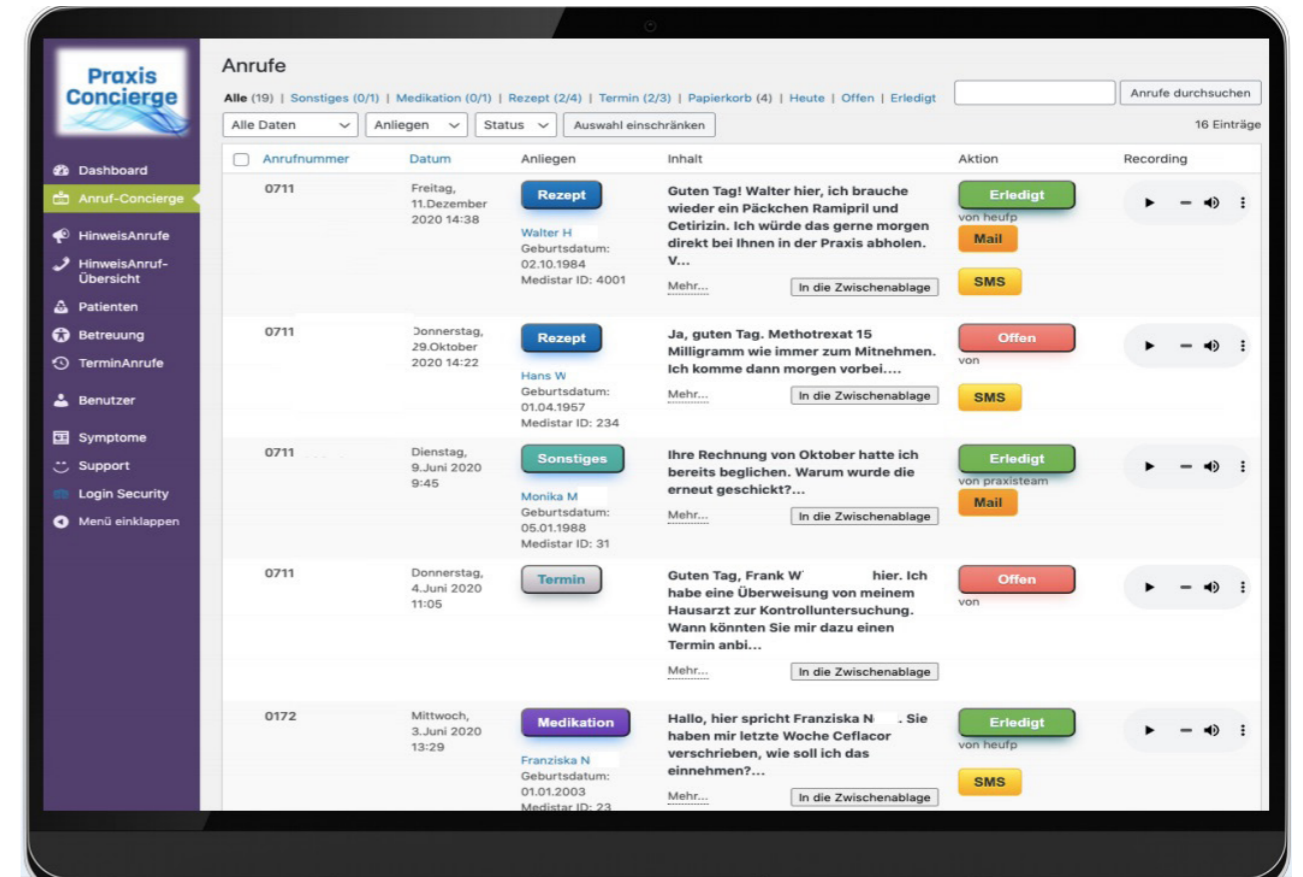 Praxis
Concierge
Dashboard
Anruf-Concierge
HinweisAnrufe
HinweisAnruf-
Übersicht
Patienten
Betreuung
TerminAnrufe
Benutzer
Symptome
Support
Login Security
Menü einklappen
Anrufe
Alle (19) | Sonstiges (0/1) | Medikation (0/1) | Rezept (2/4) | Termin (2/3) | Papierkorb (4) | Heute | Offen | Erledigt
Anrufe durchsuchen
Alle Daten Anliegen Status Auswahl einschränken
16 Einträge
Anrufnummer Datum Anliegen Inhalt Aktion Recording
0711
Freitag,
11.Dezember
2020 14:38
Rezept
Walter H
Geburtsdatum:
02.10.1984
Medistar ID: 4001
Guten Tag! Walter hier, ich brauche
wieder ein Päckchen Ramipril und
Cetirizin. Ich würde das gerne morgen
direkt bei Ihnen in der Praxis abholen.
V...
Mehr... In die Zwischenablage
Erledigt
von heufp
Mail
SMS
0711
Donnerstag,
29.Oktober
2020 14:22
Rezept
Hans W
Geburtsdatum:
01.04.1957
Medistar ID: 234
Ja, guten Tag. Methotrexat 15
Milligramm wie immer zum Mitnehmen.
Ich komme dann morgen vorbei....
Mehr... In die Zwischenablage
Offen
von
SMS
0711
Dienstag,
9.Juni 2020
9:45
Sonstiges
Monika M
Geburtsdatum:
05.01.1988
Medistar ID: 31
Ihre Rechnung von Oktober hatte ich
bereits beglichen. Warum wurde die
erneut geschickt?...
Mehr... In die Zwischenablage
Erledigt
von praxisteam
Mail
0711
Donnerstag,
4.Juni 2020
11:05
Termin
Guten Tag, Frank W hier. Ich
habe eine Überweisung von meinem
Hausarzt zur Kontrolluntersuchung.
Wann könnten Sie mir dazu einen
Termin anbi...
Mehr... In die Zwischenablage
Offen
von
0172
Mittwoch,
3.Juni 2020
13:29
Medikation
Franziska N
Geburtsdatum:
01.01.2003
Medistar ID: 23
Hallo, hier spricht Franziska N . Sie
haben mir letzte Woche Ceflacor
verschrieben, wie soll ich das
einnehmen?...
Mehr... In die Zwischenablage
Erledigt
von heufp
SMS